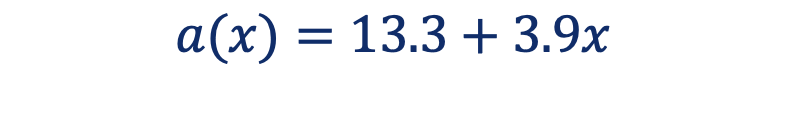 a(x) = 13.3 + 3.9x